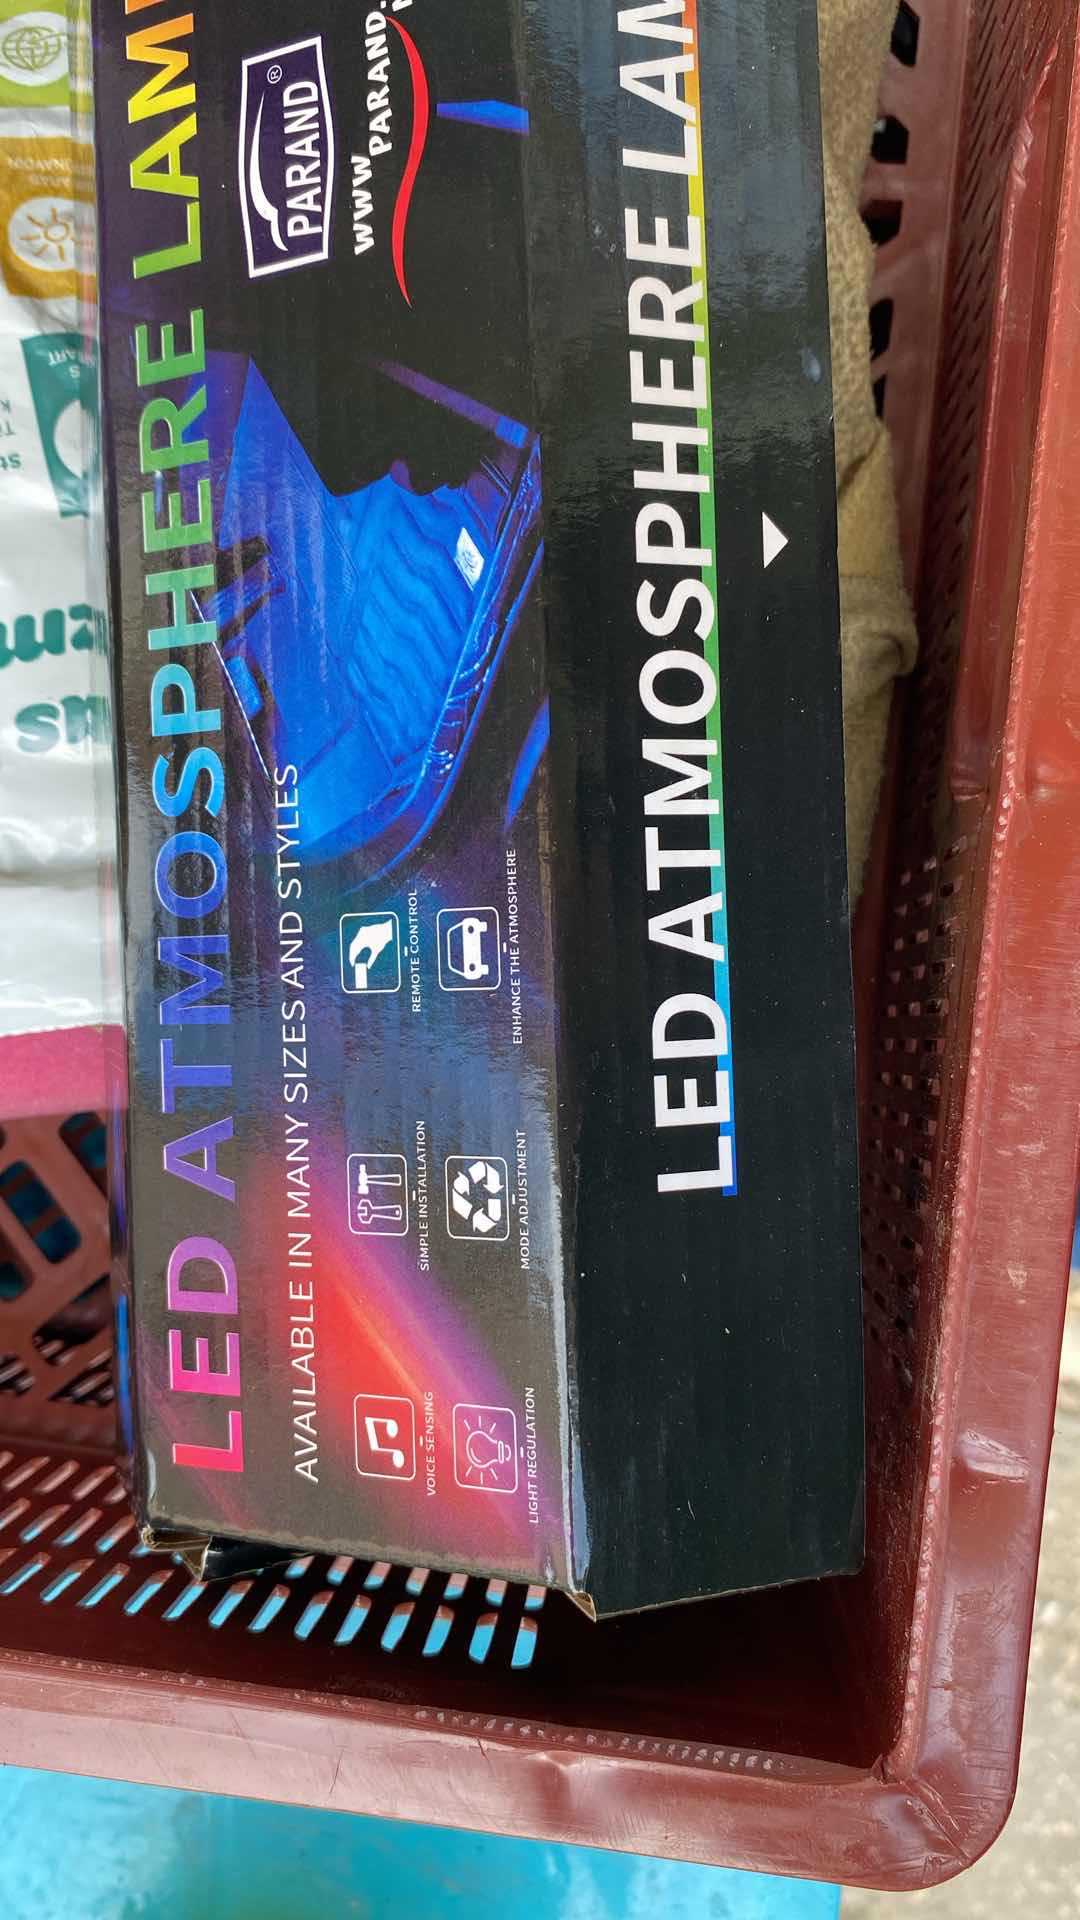 LED ATMOSPHERE LAM
AVAILABLE IN MANY SIZES AND STYLES
VOICE SENSING
SIMPLE INSTALLATION
REMOTE CONTROL
LIGHT REGULATION
MODE ADJUSTMENT
ENHANCE THE ATMOSPHERE
PARAND®
WWW.PARAND.
LED ATMOSPHERE LAM